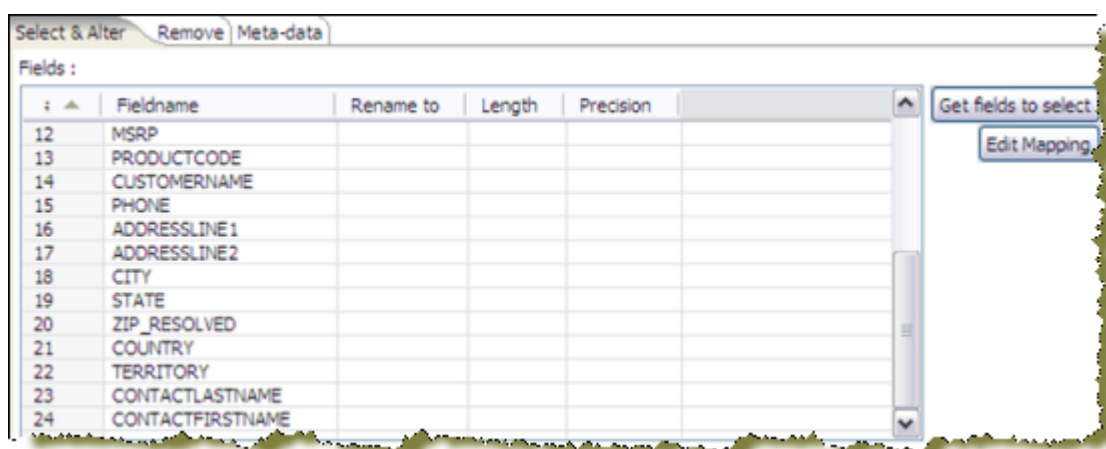 Select & Alter Remove Meta-data
Fields :
: Fieldname Rename to Length Precision
Get fields to select
12 MSRP
Edit Mapping
13 PRODUCTCODE
14 CUSTOMERNAME
15 PHONE
16 ADDRESSLINE1
17 ADDRESSLINE2
18 CITY
19 STATE
20 ZIP_RESOLVED
21 COUNTRY
22 TERRITORY
23 CONTACTLASTNAME
24 CONTACTFIRSTNAME